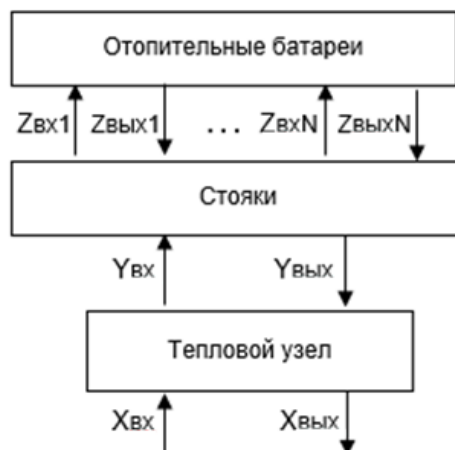 Отопительные батареи
Zвх1 Zвых1 ... ZвхN ZвыхN
Стояки
Yвх Yвых
Тепловой узел
Xвх Xвых